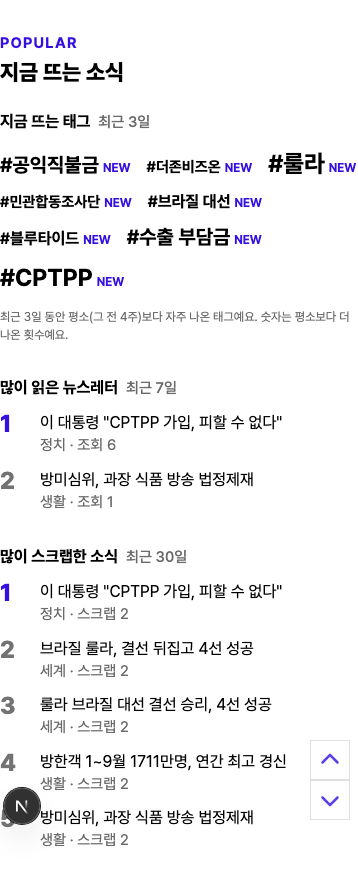 POPULAR
지금 뜨는 소식
지금 뜨는 태그 최근 3일
#공익직불금 NEW #더존비즈온 NEW #룰라 NEW
#민관합동조사단 NEW #브라질 대선 NEW
#블루타이드 NEW #수출 부담금 NEW
#CPTPP NEW
최근 3일 동안 평소(그 전 4주)보다 자주 나온 태그예요. 숫자는 평소보다 더
나온 횟수예요.
많이 읽은 뉴스레터 최근 7일
1 이 대통령 "CPTPP 가입, 피할 수 없다"
정치 · 조회 6
2 방미심위, 과장 식품 방송 법정제재
생활 · 조회 1
많이 스크랩한 소식 최근 30일
1 이 대통령 "CPTPP 가입, 피할 수 없다"
정치 · 스크랩 2
2 브라질 룰라, 결선 뒤집고 4선 성공
세계 · 스크랩 2
3 룰라 브라질 대선 결선 승리, 4선 성공
세계 · 스크랩 2
4 방한객 1~9월 1711만명, 연간 최고 경신
생활 · 스크랩 2
N
5 방미심위, 과장 식품 방송 법정제재
생활 · 스크랩 2